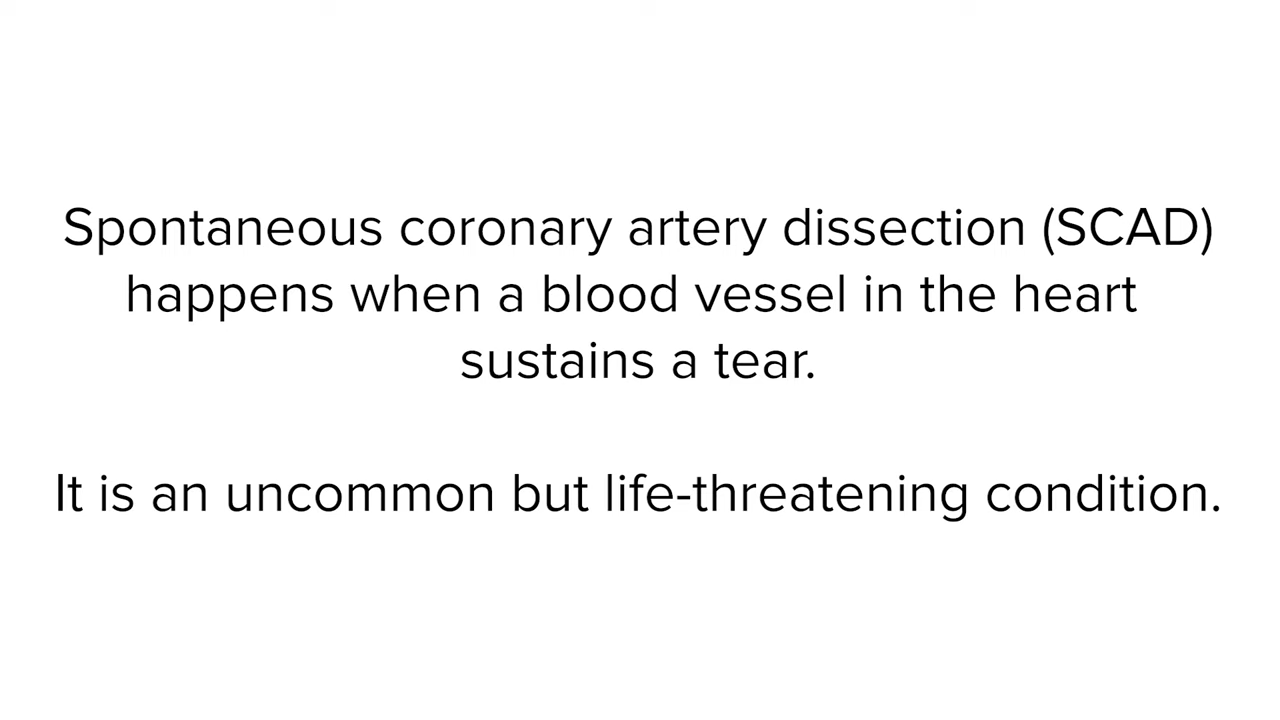 Spontaneous coronary artery dissection (SCAD)
happens when a blood vessel in the heart
sustains a tear.
It is an uncommon but life-threatening condition.